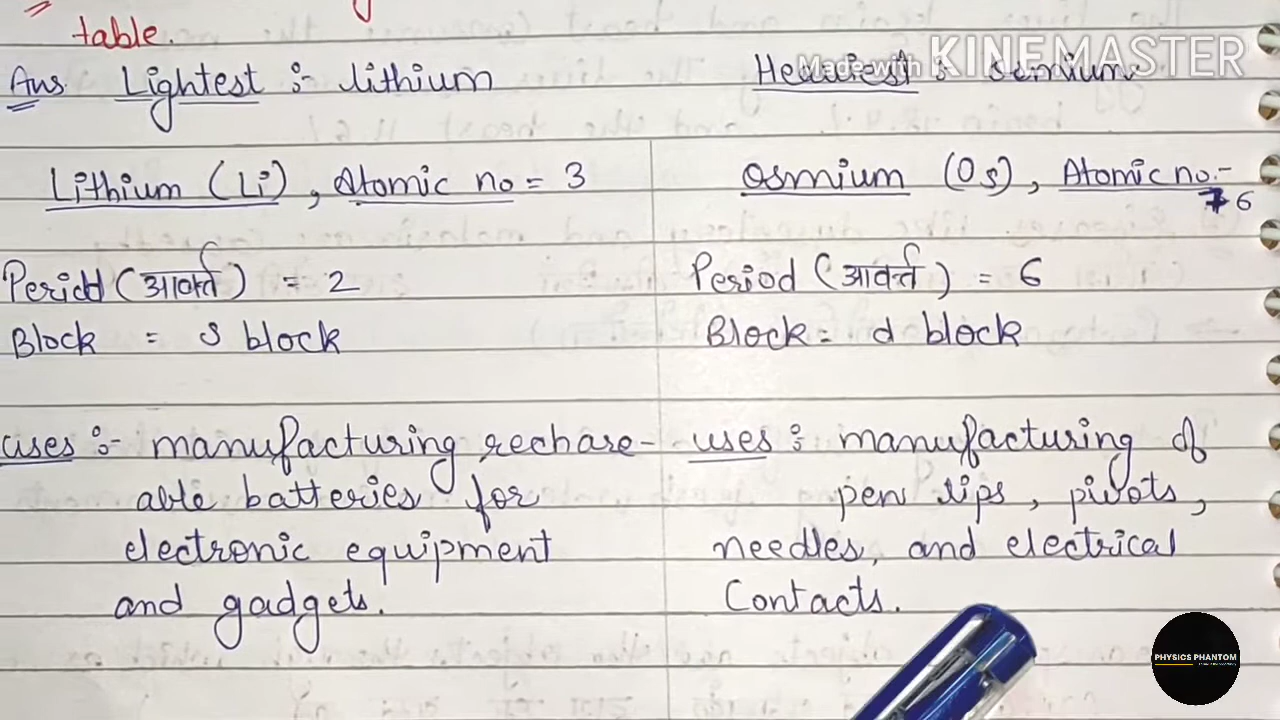 table.
Made with KINEMASTER
Ans. Lightest :- lithium
Heaviest : osmium
Lithium (Li), Atomic no = 3
Period (आवर्त) = 2
Block = s block
uses :- manufacturing rechare-
able batteries for
electronic equipment
and gadgets.
Osmium (Os), Atomic no.-
76
Period (आवर्त) = 6
Block = d block
uses : manufacturing of
pen tips, pivots,
needles, and electrical
Contacts.
PHYSICS PHANTOM